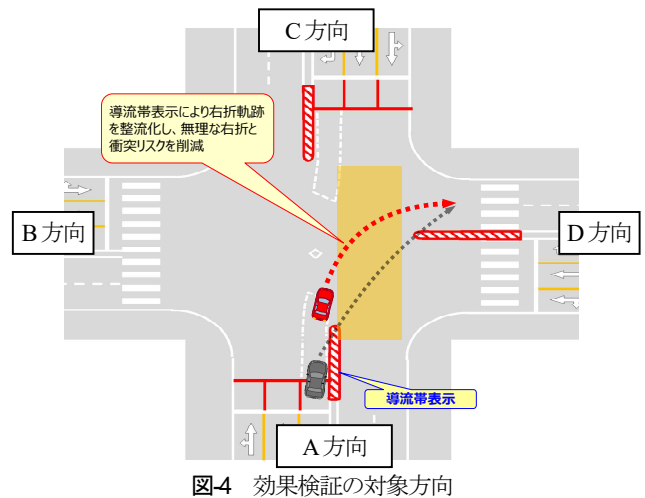 C方向
導流帯表示により右折軌跡
を整流化し、無理な右折と
衝突リスクを削減
B方向
D方向
導流帯表示
A方向
図-4 効果検証の対象方向